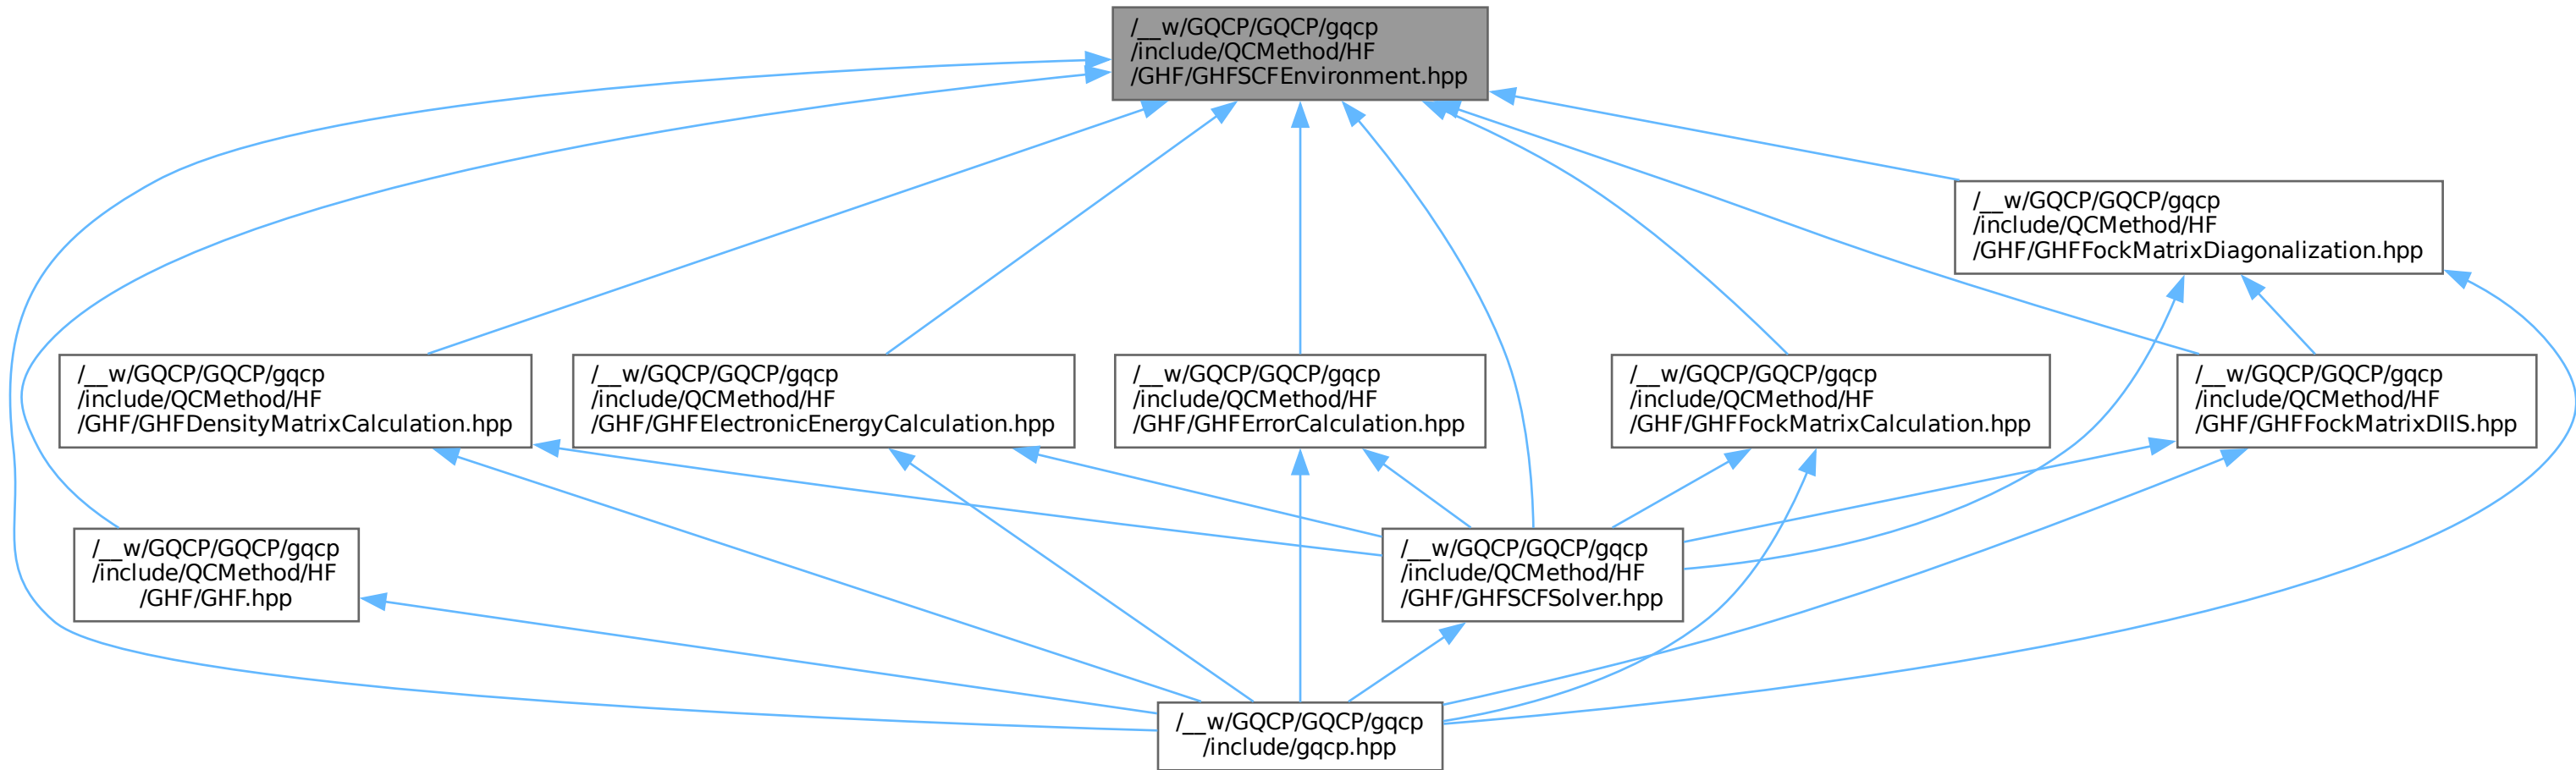 /__w/GQCP/GQCP/gqcp
/include/QCMethod/HF
/GHF/GHFSCFEnvironment.hpp
/__w/GQCP/GQCP/gqcp
/include/QCMethod/HF
/GHF/GHFFockMatrixDiagonalization.hpp
/__w/GQCP/GQCP/gqcp
/include/QCMethod/HF
/GHF/GHFDensityMatrixCalculation.hpp
/__w/GQCP/GQCP/gqcp
/include/QCMethod/HF
/GHF/GHFElectronicEnergyCalculation.hpp
/__w/GQCP/GQCP/gqcp
/include/QCMethod/HF
/GHF/GHFErrorCalculation.hpp
/__w/GQCP/GQCP/gqcp
/include/QCMethod/HF
/GHF/GHFFockMatrixCalculation.hpp
/__w/GQCP/GQCP/gqcp
/include/QCMethod/HF
/GHF/GHFFockMatrixDIIS.hpp
/__w/GQCP/GQCP/gqcp
/include/QCMethod/HF
/GHF/GHF.hpp
/__w/GQCP/GQCP/gqcp
/include/QCMethod/HF
/GHF/GHFSCFSolver.hpp
/__w/GQCP/GQCP/gqcp
/include/gqcp.hpp